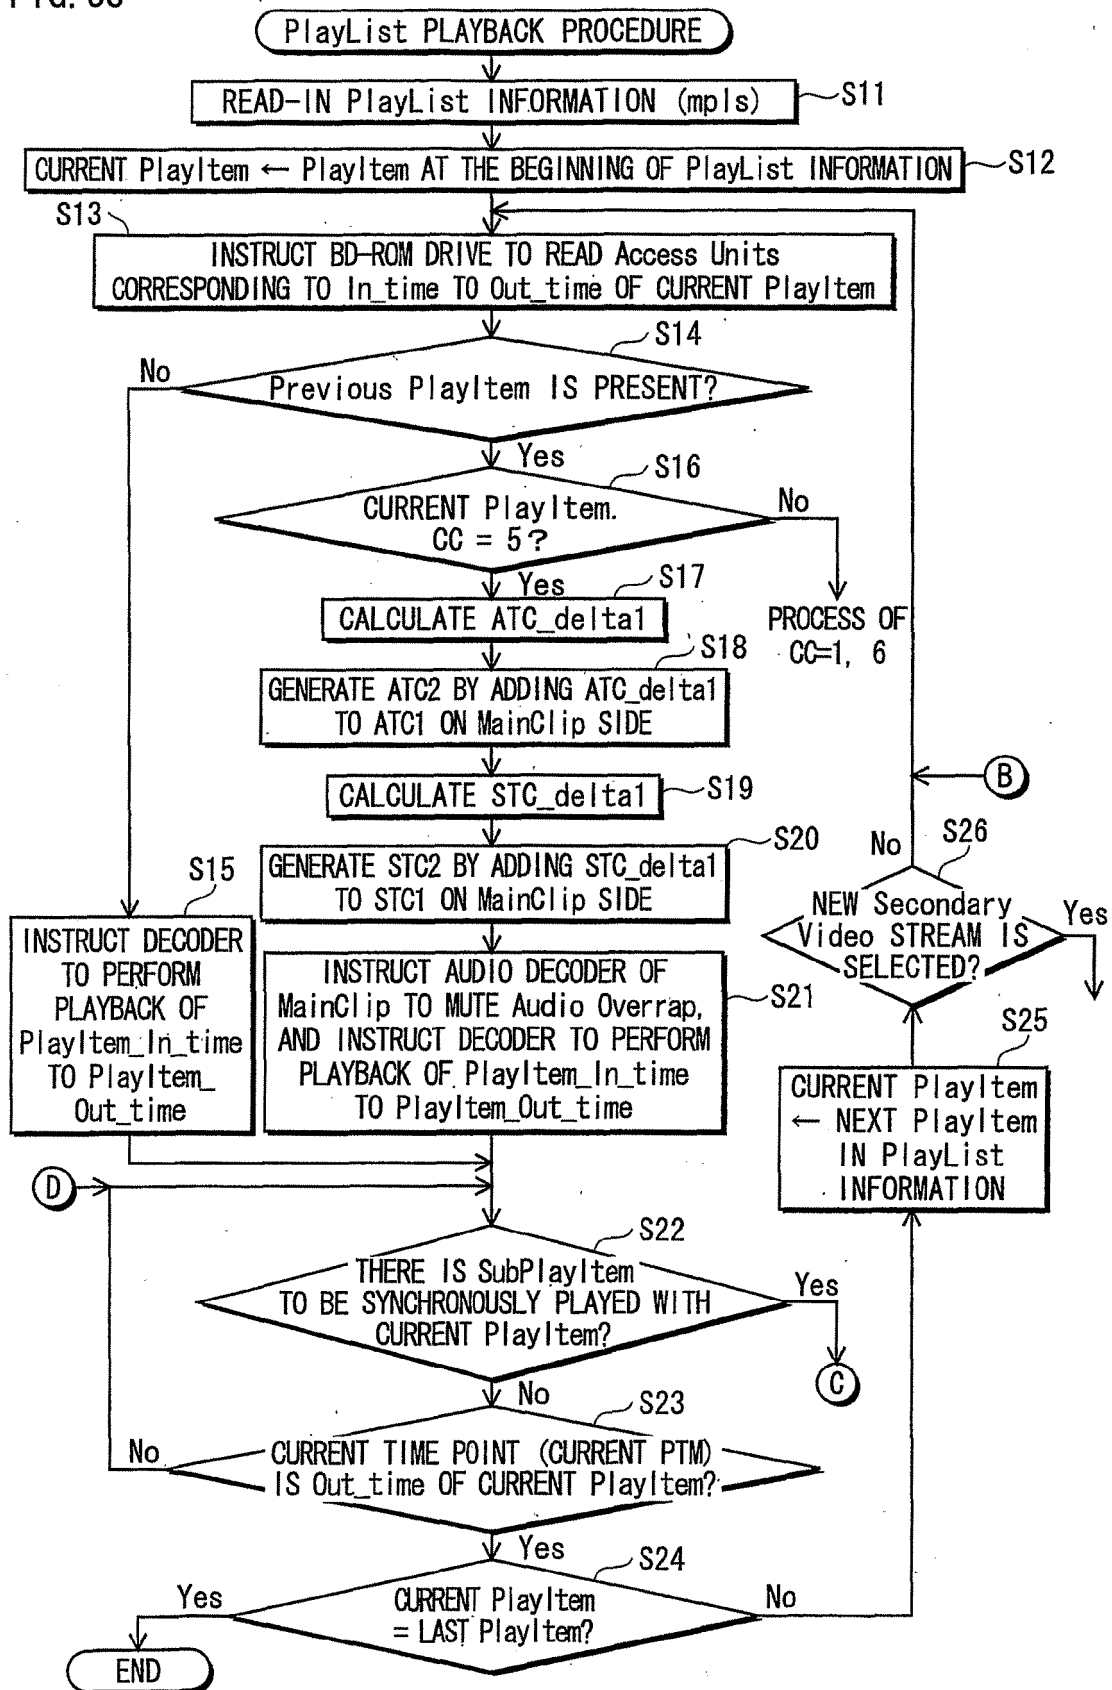 PlayList PLAYBACK PROCEDURE
READ-IN PlayList INFORMATION (mpls)
S11
CURRENT PlayItem ← PlayItem AT THE BEGINNING OF PlayList INFORMATION
S12
S13
INSTRUCT BD-ROM DRIVE TO READ Access Units
CORRESPONDING TO In_time TO Out_time OF CURRENT PlayItem
S14
No
Previous PlayItem IS PRESENT?
Yes
S16
CURRENT PlayItem.
CC = 5?
No
Yes
S17
CALCULATE ATC_delta1
PROCESS OF
CC=1, 6
S18
GENERATE ATC2 BY ADDING ATC_delta1
TO ATC1 ON MainClip SIDE
CALCULATE STC_delta1
S19
B
S20
GENERATE STC2 BY ADDING STC_delta1
TO STC1 ON MainClip SIDE
No
S26
NEW Secondary
Video STREAM IS
SELECTED?
Yes
S15
INSTRUCT DECODER
TO PERFORM
PLAYBACK OF
PlayItem_In_time
TO PlayItem_
Out_time
INSTRUCT AUDIO DECODER OF
MainClip TO MUTE Audio Overrap,
AND INSTRUCT DECODER TO PERFORM
PLAYBACK OF PlayItem_In_time
TO PlayItem_Out_time
S21
S25
CURRENT PlayItem
← NEXT PlayItem
IN PlayList
INFORMATION
D
S22
THERE IS SubPlayItem
TO BE SYNCHRONOUSLY PLAYED WITH
CURRENT PlayItem?
Yes
C
No
S23
No
CURRENT TIME POINT (CURRENT PTM)
IS Out_time OF CURRENT PlayItem?
Yes
S24
Yes
CURRENT PlayItem
= LAST PlayItem?
No
END